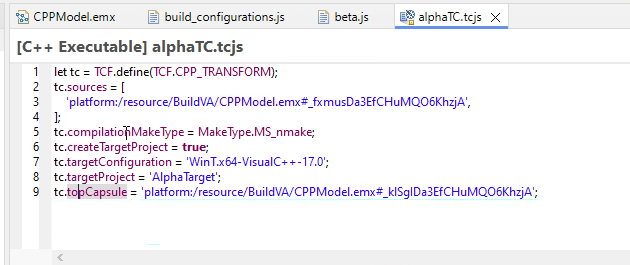 CPPModel.emx
build_configurations.js
beta.js
alphaTC.tcjs
[C++ Executable] alphaTC.tcjs
1 let tc = TCF.define(TCF.CPP_TRANSFORM);
2 tc.sources = [
3 'platform:/resource/BuildVA/CPPModel.emx#_fxmusDa3EfCHuMQO6KhzjA',
4 ];
5 tc.compilationMakeType = MakeType.MS_nmake;
6 tc.createTargetProject = true;
7 tc.targetConfiguration = 'WinT.x64-VisualC++-17.0';
8 tc.targetProject = 'AlphaTarget';
9 tc.topCapsule = 'platform:/resource/BuildVA/CPPModel.emx#_klSgIDa3EfCHuMQO6KhzjA';